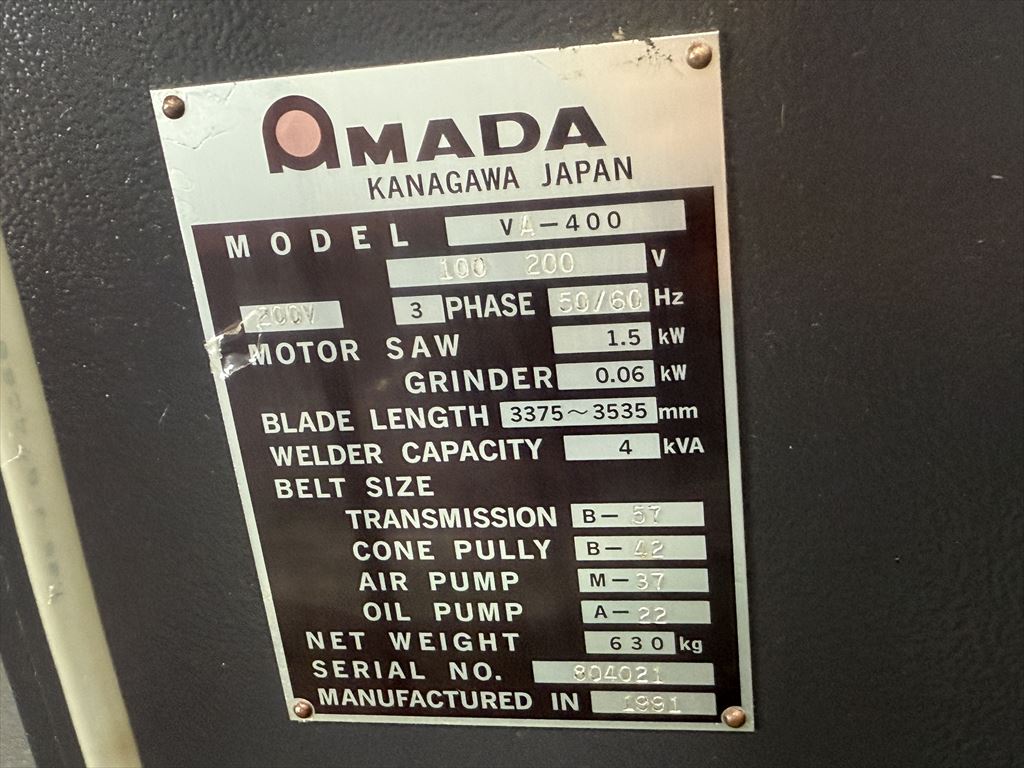 AMADA
KANAGAWA JAPAN
MODEL VA-400
100 200 V
200V 3 PHASE 50/60 Hz
MOTOR SAW 1.5 kW
GRINDER 0.06 kW
BLADE LENGTH 3375~3535 mm
WELDER CAPACITY 4 kVA
BELT SIZE
TRANSMISSION B-57
CONE PULLY B-42
AIR PUMP M-37
OIL PUMP A-22
NET WEIGHT 630 kg
SERIAL NO. 804021
MANUFACTURED IN 1991